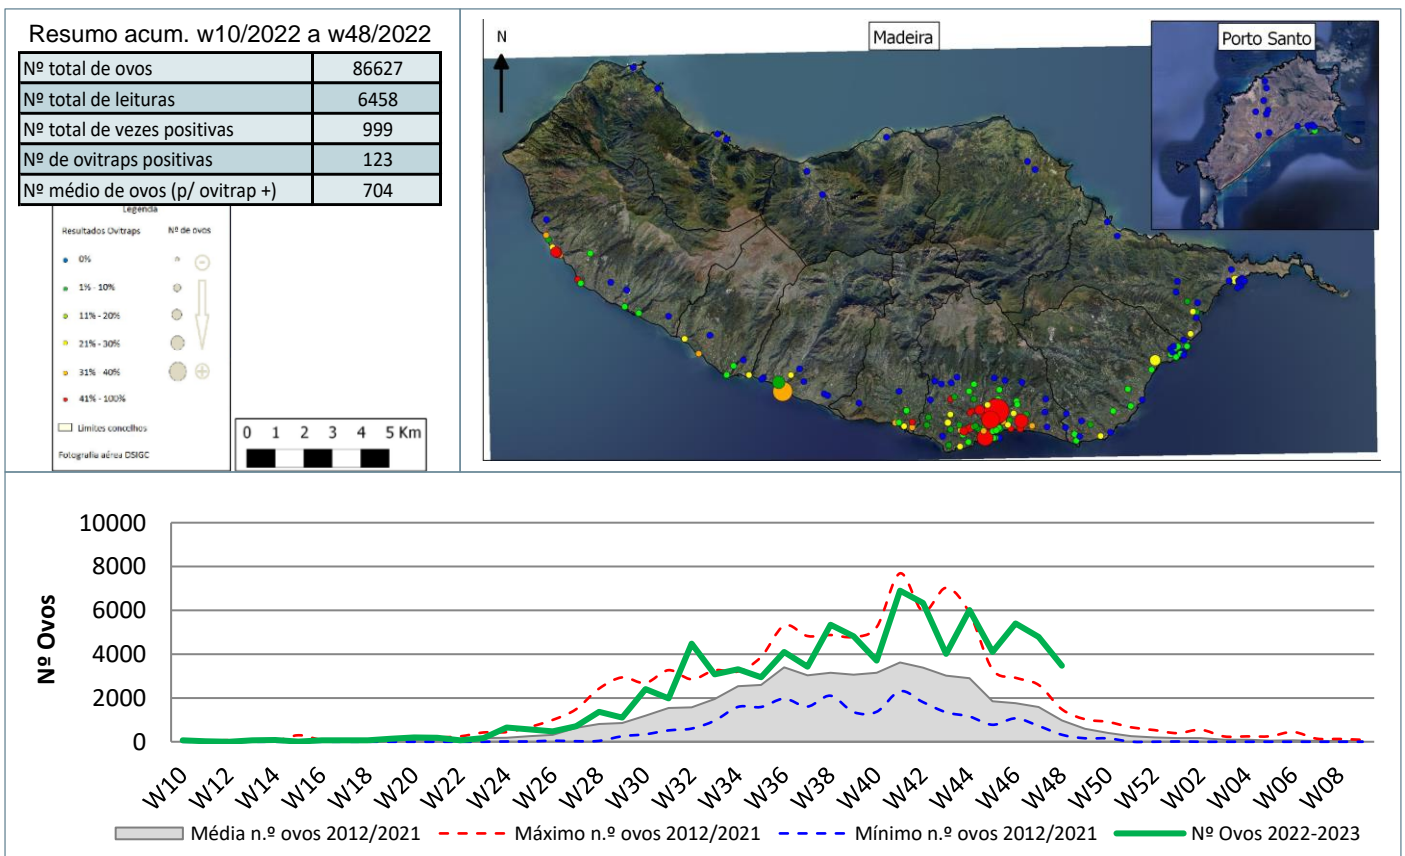 Resumo acum. w10/2022 a w48/2022
Nº total de ovos 86627
Nº total de leituras 6458
Nº total de vezes positivas 999
Nº de ovitraps positivas 123
Nº médio de ovos (p/ ovitrap +) 704
Legenda
Resultados Ovitraps Nº de ovos
0%
1% - 10%
11% - 20%
21% - 30%
31% - 40%
41% - 100%
Limites concelhos
Fotografia aérea DSIGC
0 1 2 3 4 5 Km
N
Madeira
Porto Santo
10000
8000
6000
4000
2000
0
Nº Ovos
W10 W12 W14 W16 W18 W20 W22 W24 W26 W28 W30 W32 W34 W36 W38 W40 W42 W44 W46 W48 W50 W52 W02 W04 W06 W08
Média n.º ovos 2012/2021 Máximo n.º ovos 2012/2021 Mínimo n.º ovos 2012/2021 Nº Ovos 2022-2023